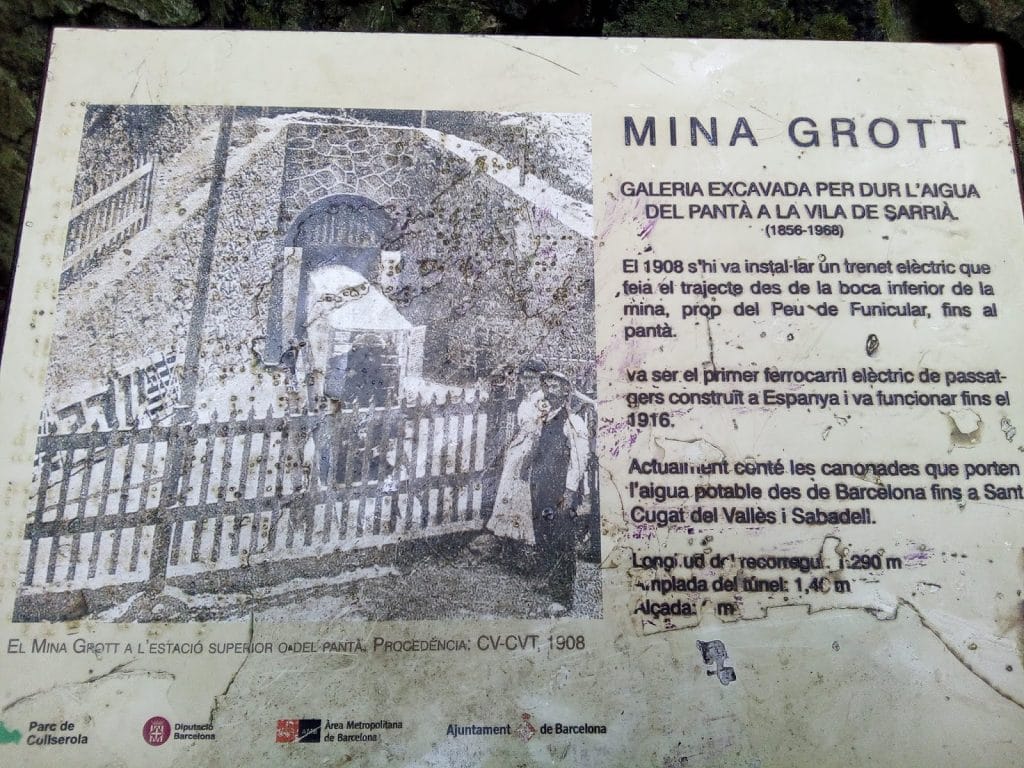 MINA GROTT
GALERIA EXCAVADA PER DUR L'AIGUA
DEL PANTÀ A LA VILA DE SARRIÀ.
(1856-1968)
El 1908 s'hi va instal·lar un trenet elèctric que
feia el trajecte des de la boca inferior de la
mina, prop del Peu de Funicular, fins al
pantà.
va ser el primer ferrocarril elèctric de passat-
gers construït a Espanya i va funcionar fins el
1916.
Actualment conté les canonades que porten
l'aigua potable des de Barcelona fins a Sant
Cugat del Vallès i Sabadell.
Longitud del recorregut: 1.290 m
Amplada del túnel: 1,40 m
Alçada: m
EL MINA GROTT A L'ESTACIÓ SUPERIOR O DEL PANTÀ. PROCEDÈNCIA: CV-CVT, 1908
Parc de
Collserola
Diputació
Barcelona
Àrea Metropolitana
de Barcelona
Ajuntament de Barcelona